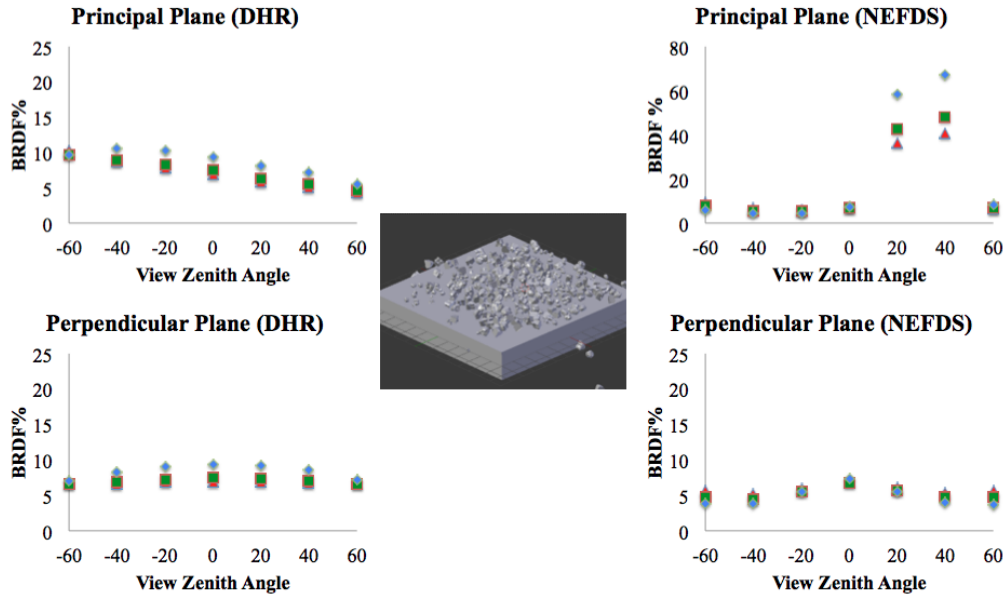 Principal Plane (DHR)
25
20
15
10
5
0
BRDF%
-60 -40 -20 0 20 40 60
View Zenith Angle
Principal Plane (NEFDS)
80
60
40
20
0
BRDF %
-60 -40 -20 0 20 40 60
View Zenith Angle
Perpendicular Plane (DHR)
25
20
15
10
5
0
BRDF%
-60 -40 -20 0 20 40 60
View Zenith Angle
Perpendicular Plane (NEFDS)
25
20
15
10
5
0
BRDF%
-60 -40 -20 0 20 40 60
View Zenith Angle